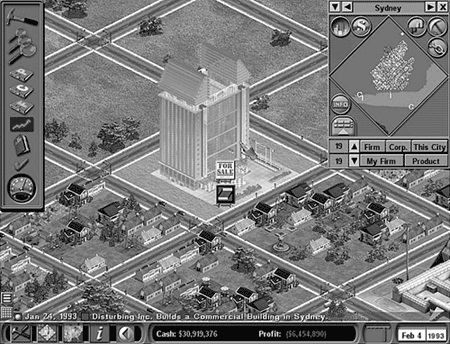 Sydney
INFO
19 Firm Corp. This City
19 My Firm Product
FOR
SALE
Jan 24, 1993 Disturbing Inc. Builds a Commercial Building in Sydney.
i Cash: $30,919,376 Profit: ($6,454,890) Feb 4 1993